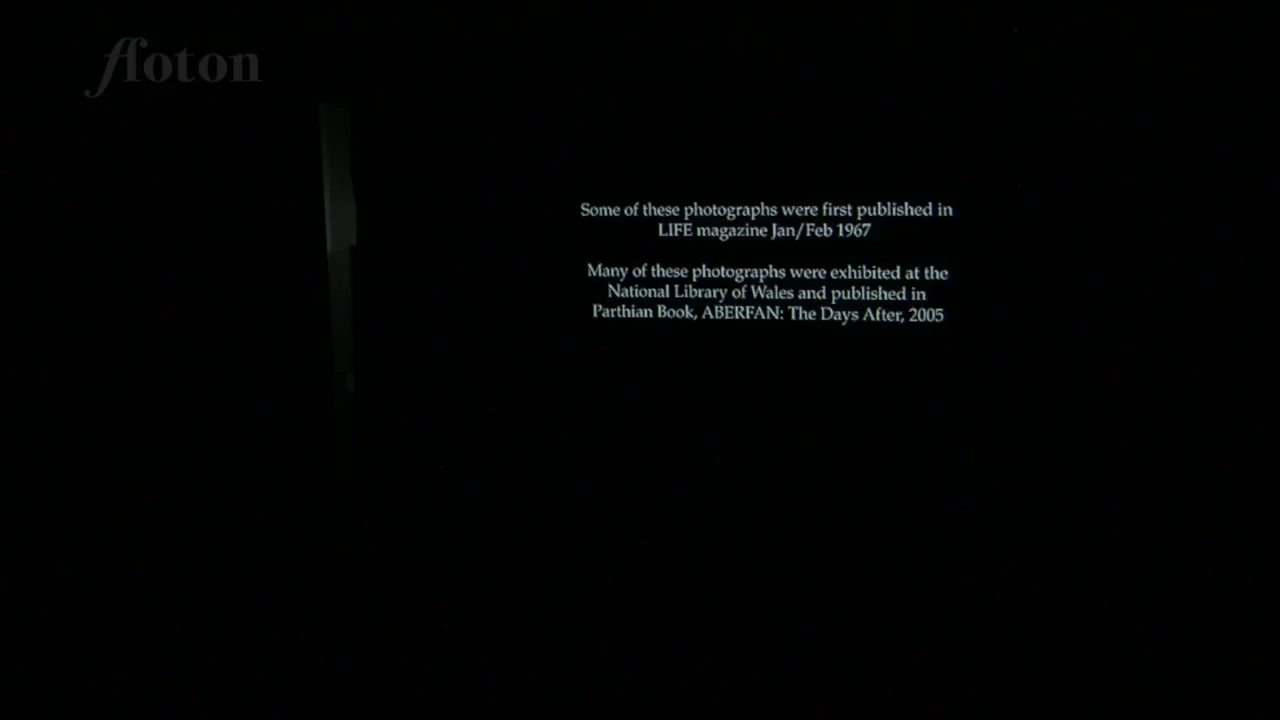 ffoton
Some of these photographs were first published in
LIFE magazine Jan/Feb 1967
Many of these photographs were exhibited at the
National Library of Wales and published in
Parthian Book, ABERFAN: The Days After, 2005